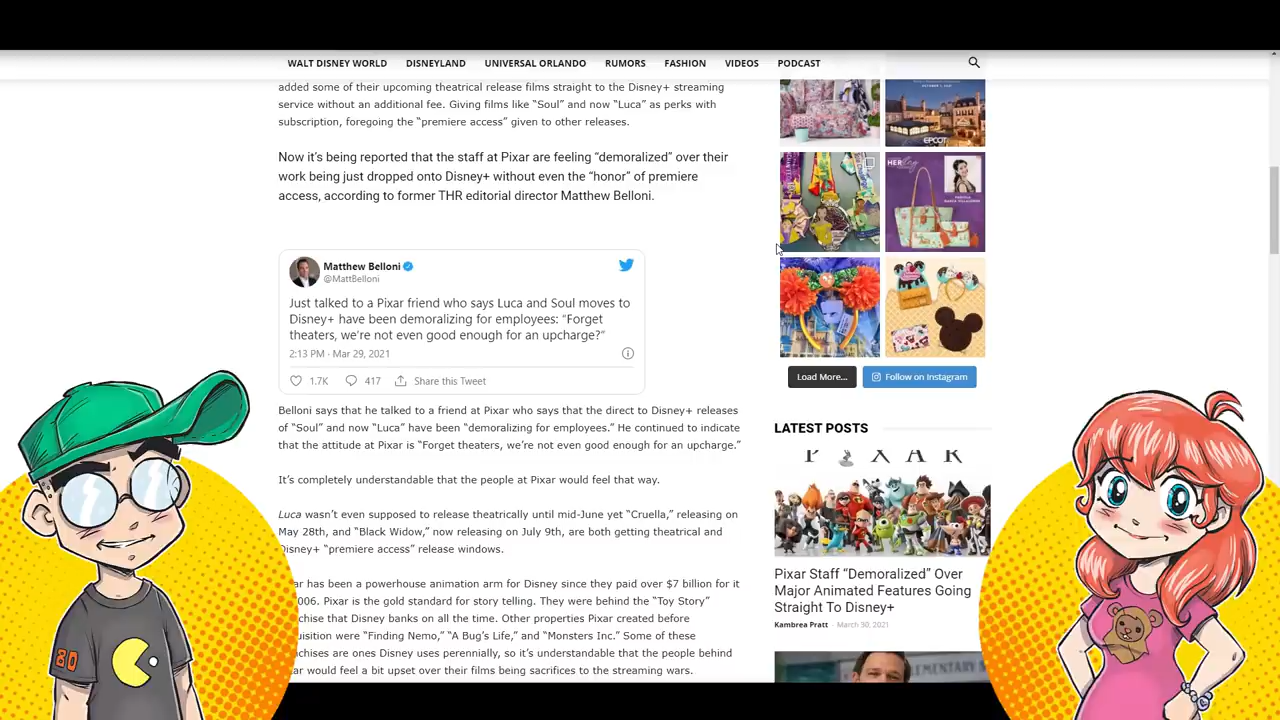 WALT DISNEY WORLD DISNEYLAND UNIVERSAL ORLANDO RUMORS FASHION VIDEOS PODCAST
added some of their upcoming theatrical release films straight to the Disney+ streaming
service without an additional fee. Giving films like “Soul” and now “Luca” as perks with
subscription, foregoing the “premiere access” given to other releases.
Now it’s being reported that the staff at Pixar are feeling “demoralized” over their
work being just dropped onto Disney+ without even the “honor” of premiere
access, according to former THR editorial director Matthew Belloni.
Matthew Belloni
@MattBelloni
Just talked to a Pixar friend who says Luca and Soul moves to
Disney+ have been demoralizing for employees: “Forget
theaters, we’re not even good enough for an upcharge?”
2:13 PM · Mar 29, 2021
1.7K 417 Share this Tweet
Belloni says that he talked to a friend at Pixar who says that the direct to Disney+ releases
of “Soul” and now “Luca” have been “demoralizing for employees.” He continued to indicate
that the attitude at Pixar is “Forget theaters, we’re not even good enough for an upcharge.”
It’s completely understandable that the people at Pixar would feel that way.
Luca wasn’t even supposed to release theatrically until mid-June yet “Cruella,” releasing on
May 28th, and “Black Widow,” now releasing on July 9th, are both getting theatrical and
Disney+ “premiere access” release windows.
ar has been a powerhouse animation arm for Disney since they paid over $7 billion for it
006. Pixar is the gold standard for story telling. They were behind the “Toy Story”
chise that Disney banks on all the time. Other properties Pixar created before
uisition were “Finding Nemo,” “A Bug’s Life,” and “Monsters Inc.” Some of these
nchises are ones Disney uses perennially, so it’s understandable that the people behind
ar would feel a bit upset over their films being sacrifices to the streaming wars.
EPCOT
HER
Load More...
Follow on Instagram
LATEST POSTS
P I X A R
Pixar Staff “Demoralized” Over
Major Animated Features Going
Straight To Disney+
Kambrea Pratt — March 30, 2021
EMENTARY
80